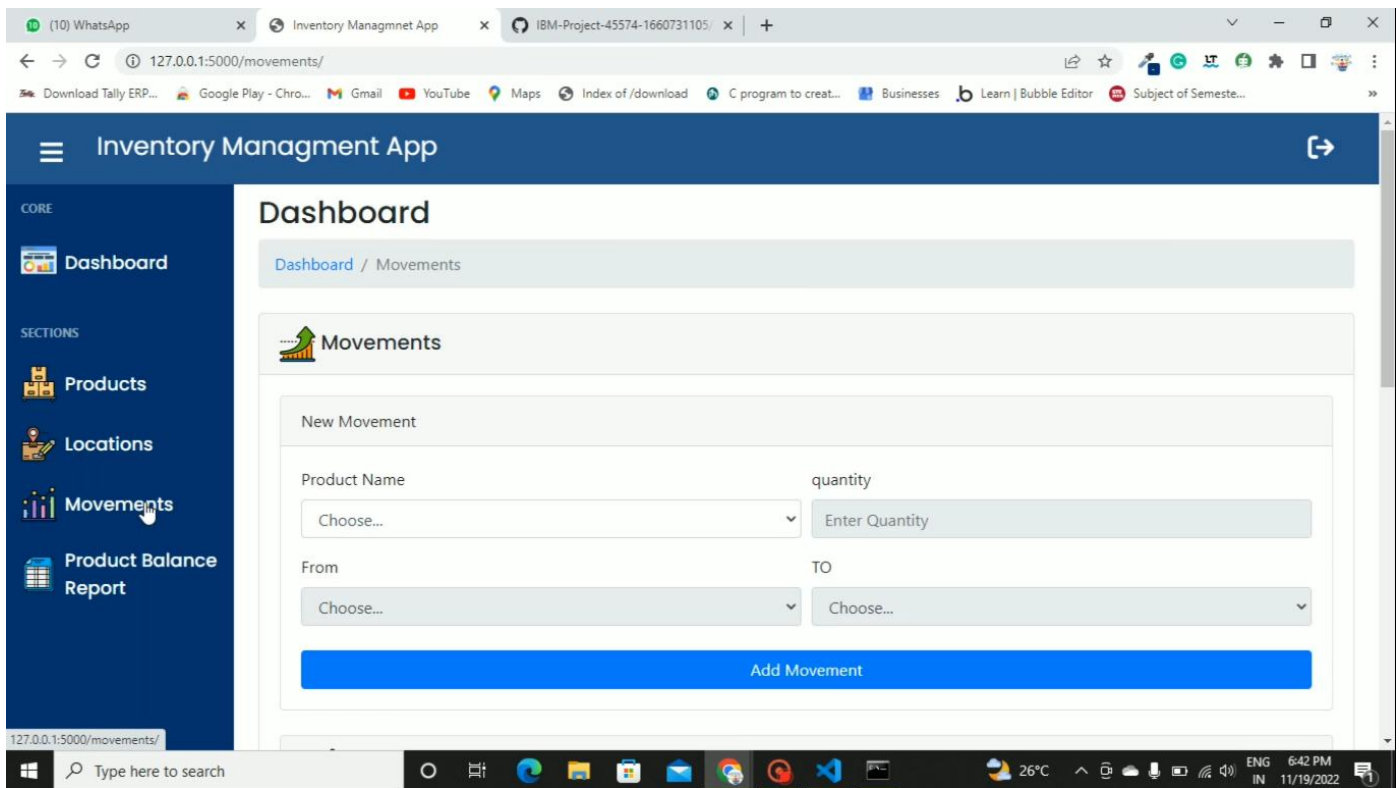 (10) WhatsApp
Inventory Managmnet App
IBM-Project-45574-1660731105/
127.0.0.1:5000/movements/
Download Tally ERP...
Google Play - Chro...
Gmail
YouTube
Maps
Index of /download
C program to creat...
Businesses
Learn | Bubble Editor
Subject of Semeste...
Inventory Managment App
CORE
Dashboard
SECTIONS
Products
Locations
Movements
Product Balance
Report
Dashboard
Dashboard / Movements
Movements
New Movement
Product Name
quantity
Choose...
Enter Quantity
From
TO
Choose...
Choose...
Add Movement
127.0.0.1:5000/movements/
Type here to search
26°C
ENG
IN
6:42 PM
11/19/2022